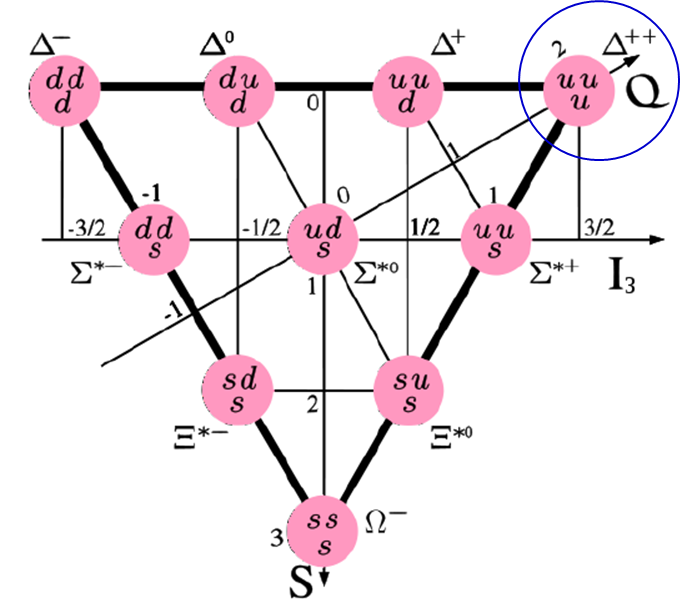 Δ⁻ Δ⁰ Δ⁺ 2 Δ⁺⁺
dd du uu uu
d d d u
0 Q
1
-1 0 1
-3/2 dd -1/2 ud 1/2 uu 3/2
s s s
Σ*⁻ 1 Σ*⁰ Σ*⁺ I₃
-1
sd su
s 2 s
Ξ*⁻ Ξ*⁰
ss Ω⁻
3 s
S